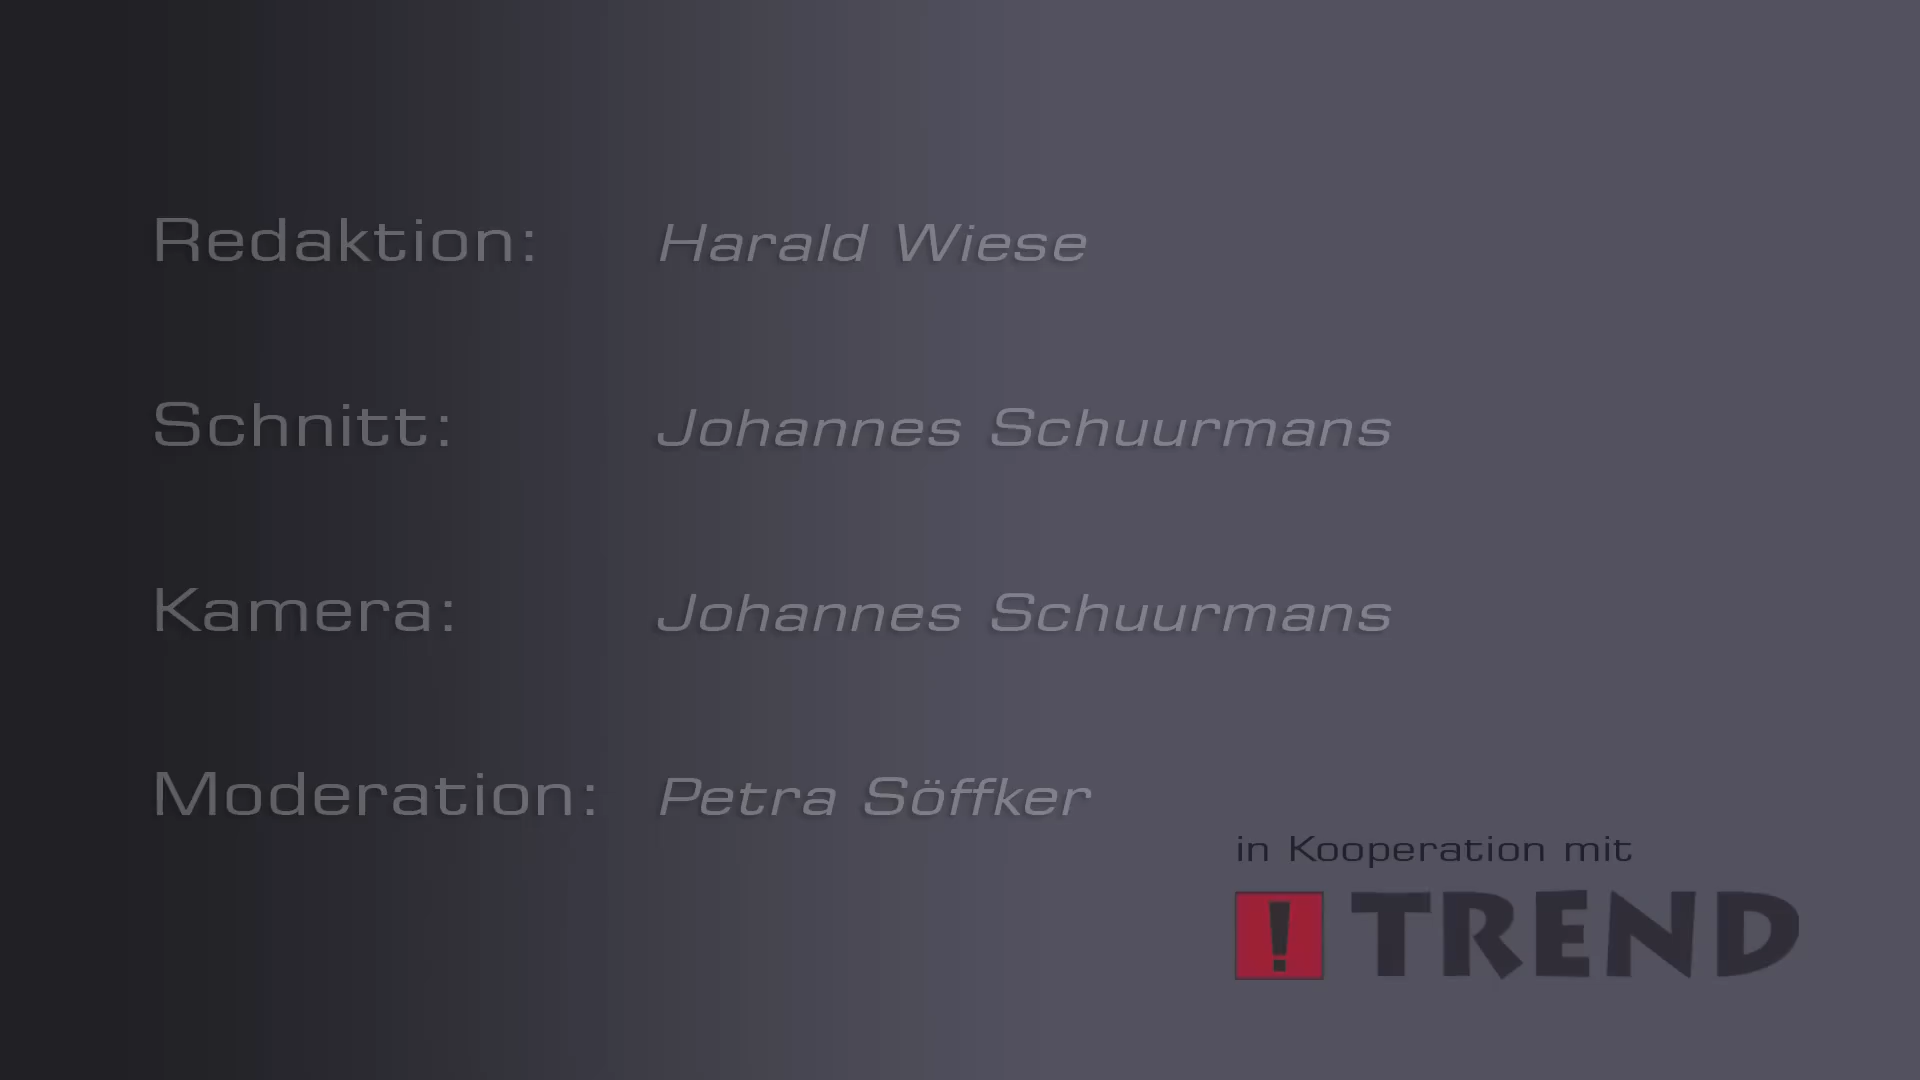 Redaktion: Harald Wiese
Schnitt: Johannes Schuurmans
Kamera: Johannes Schuurmans
Moderation: Petra Söffker
in Kooperation mit
! TREND